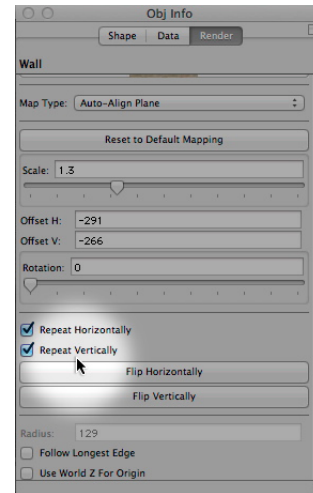 Obj Info
Shape Data Render
Wall
Map Type: Auto-Align Plane
Reset to Default Mapping
Scale: 1.3
Offset H: -291
Offset V: -266
Rotation: 0
Repeat Horizontally
Repeat Vertically
Flip Horizontally
Flip Vertically
Radius: 129
Follow Longest Edge
Use World Z For Origin